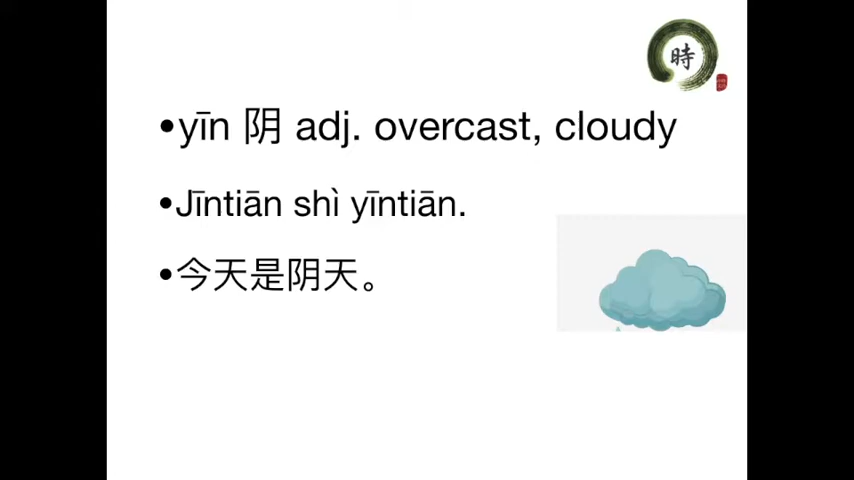 時
•yīn 阴 adj. overcast, cloudy
•Jīntiān shì yīntiān.
•今天是阴天。